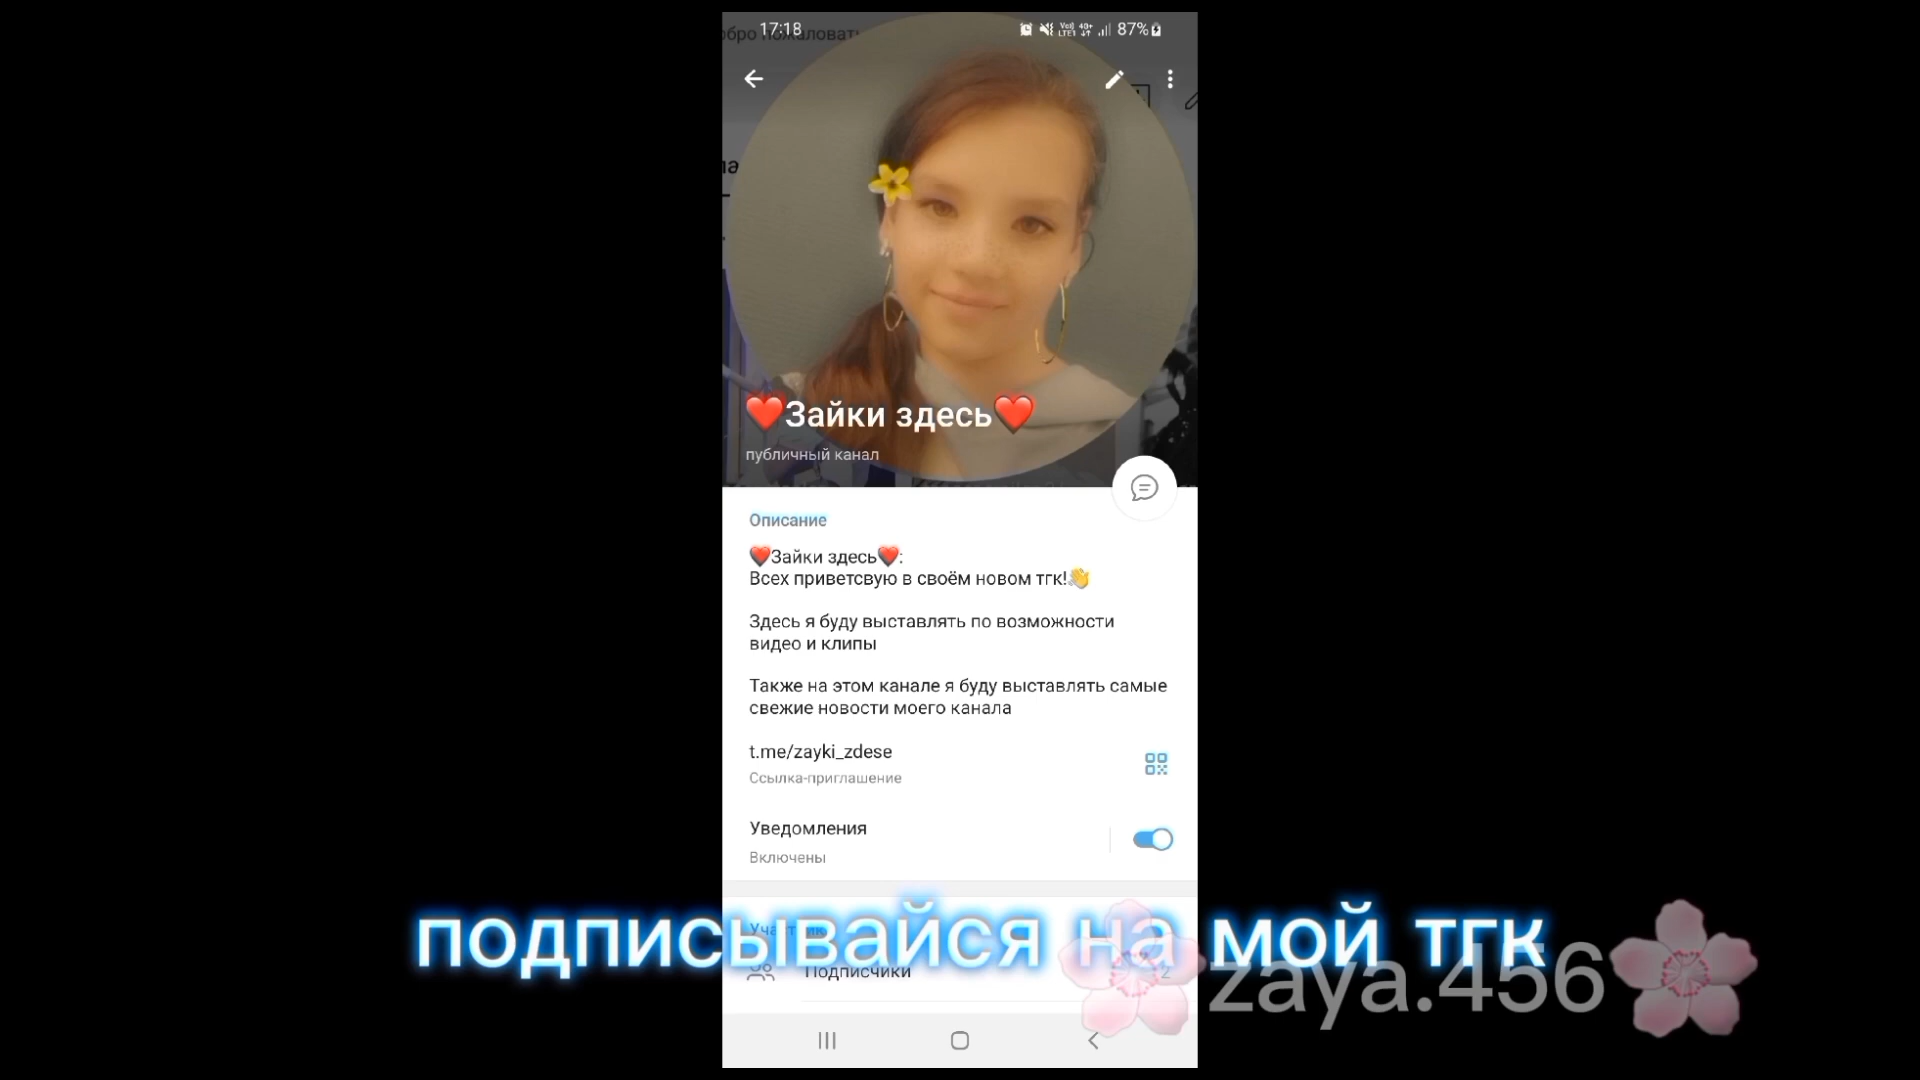 17:18
87%
❤️Зайки здесь❤️
публичный канал
Описание
❤️Зайки здесь❤️:
Всех приветсвую в своём новом тгк!👋
Здесь я буду выставлять по возможности
видео и клипы
Также на этом канале я буду выставлять самые
свежие новости моего канала
t.me/zayki_zdese
Ссылка-приглашение
Уведомления
Включены
подписывайся на мой тгк
Подписчики 2
zaya.456